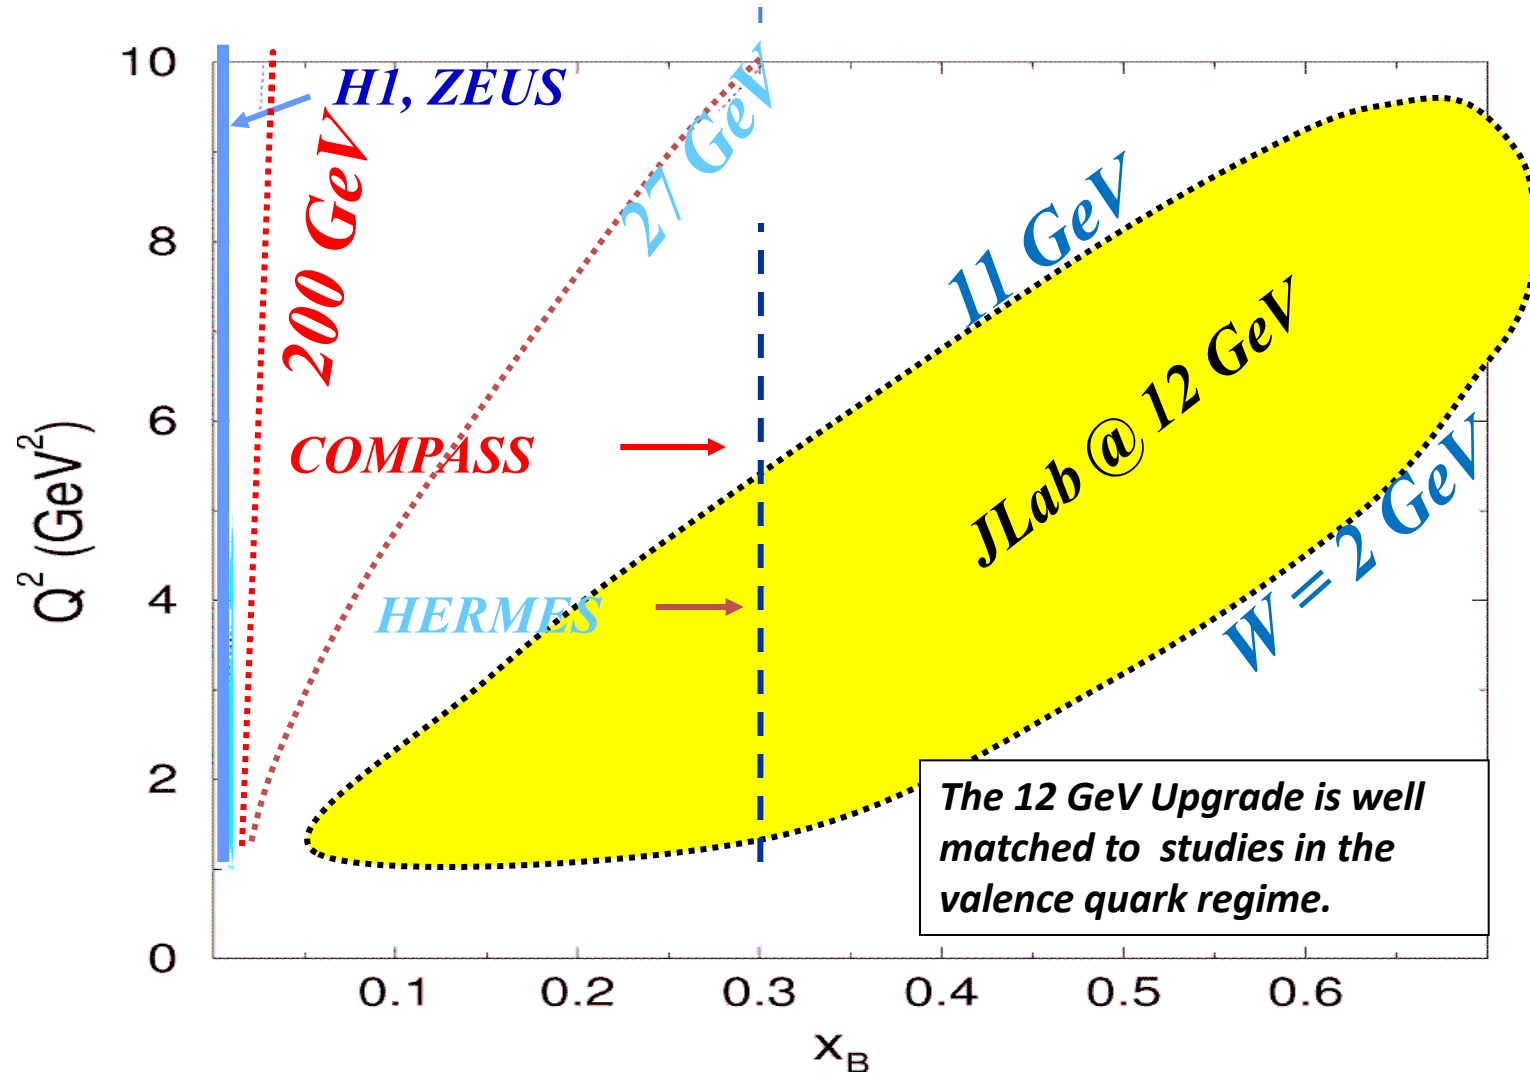 10
H1, ZEUS
200 GeV
27 GeV
8
11 GeV
6
COMPASS
JLab @ 12 GeV
Q² (GeV²)
4
HERMES
W = 2 GeV
2
The 12 GeV Upgrade is well
matched to studies in the
valence quark regime.
0
0.1 0.2 0.3 0.4 0.5 0.6
x_B